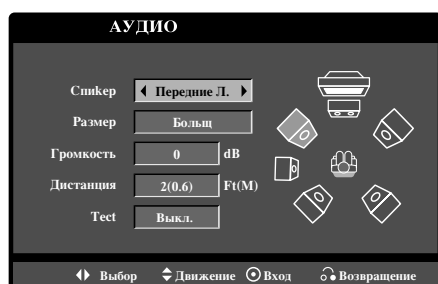 АУДИО
Спикер Передние Л.
Размер Больщ
Громкость 0 dB
Дистанция 2(0.6) Ft(M)
Тест Выкл.
Выбор Движение Вход Возвращение